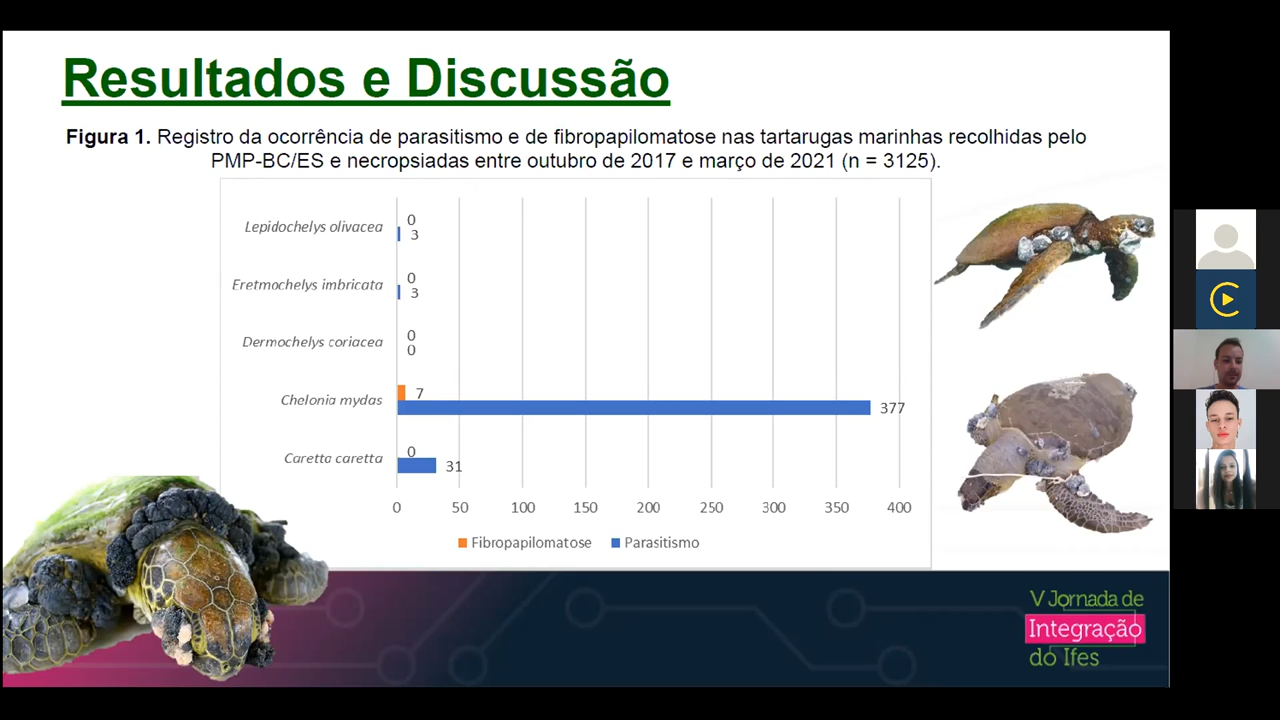 Resultados e Discussão
Figura 1. Registro da ocorrência de parasitismo e de fibropapilomatose nas tartarugas marinhas recolhidas pelo
PMP-BC/ES e necropsiadas entre outubro de 2017 e março de 2021 (n = 3125).
Lepidochelys olivacea
0
3
Eretmochelys imbricata
0
3
Dermochelys coriacea
0
0
Chelonia mydas
7
377
Caretta caretta
0
31
0 50 100 150 200 250 300 350 400
Fibropapilomatose Parasitismo
V Jornada de
Integração
do Ifes